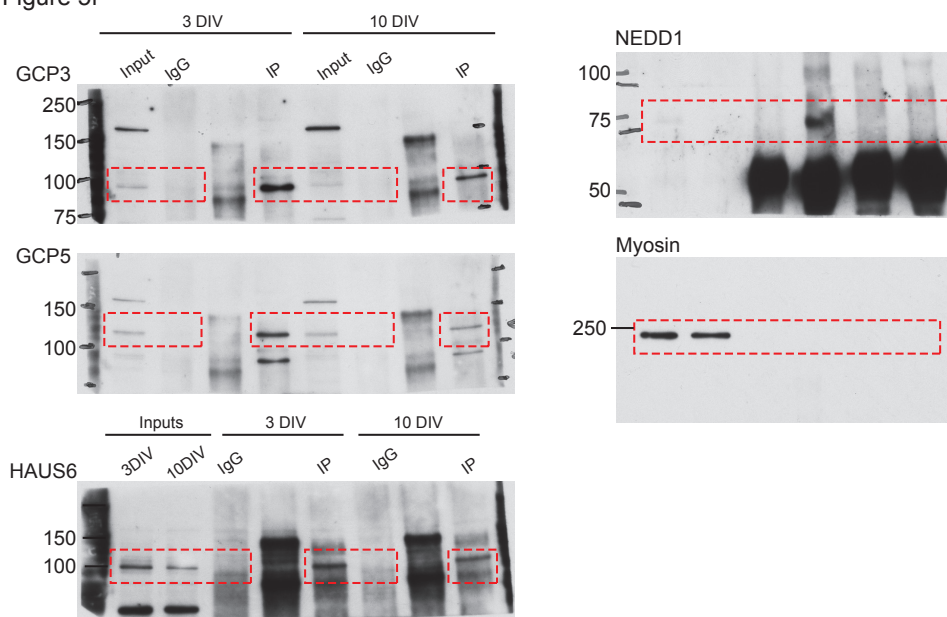 3 DIV 10 DIV
Input IgG IP Input IgG IP
GCP3
250
150
100
75
GCP5
150
100
Inputs 3 DIV 10 DIV
3DIV 10DIV IgG IP IgG IP
HAUS6
150
100
NEDD1
100
75
50
Myosin
250